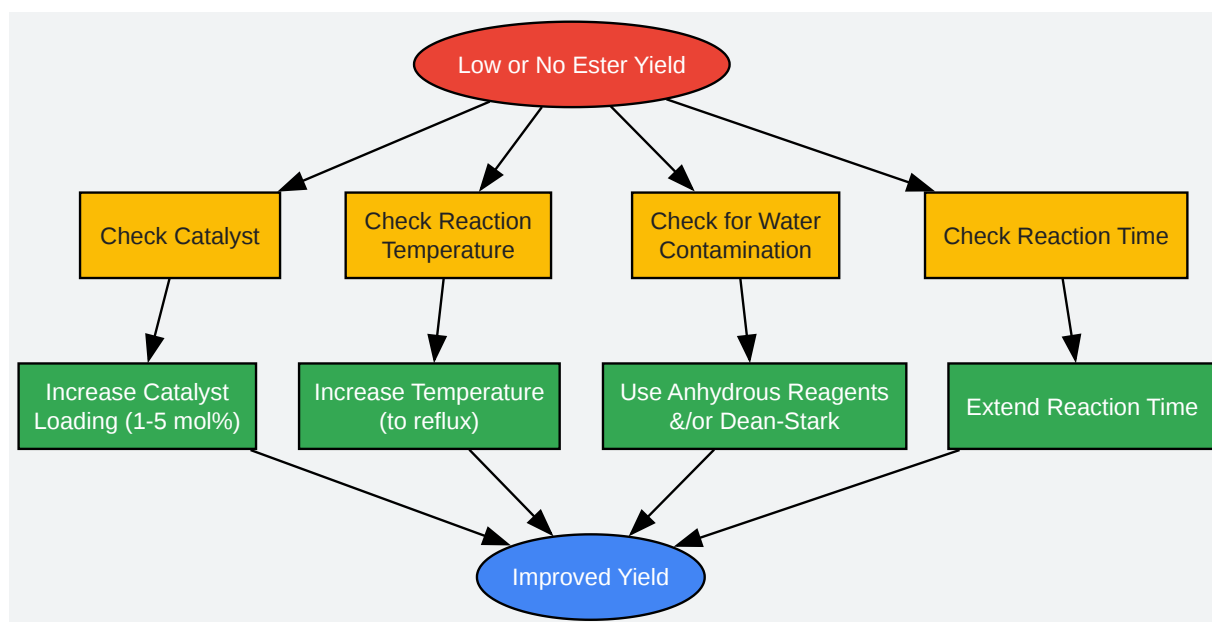 Low or No Ester Yield
Check Catalyst
Check Reaction
Temperature
Check for Water
Contamination
Check Reaction Time
Increase Catalyst
Loading (1-5 mol%)
Increase Temperature
(to reflux)
Use Anhydrous Reagents
&/or Dean-Stark
Extend Reaction Time
Improved Yield